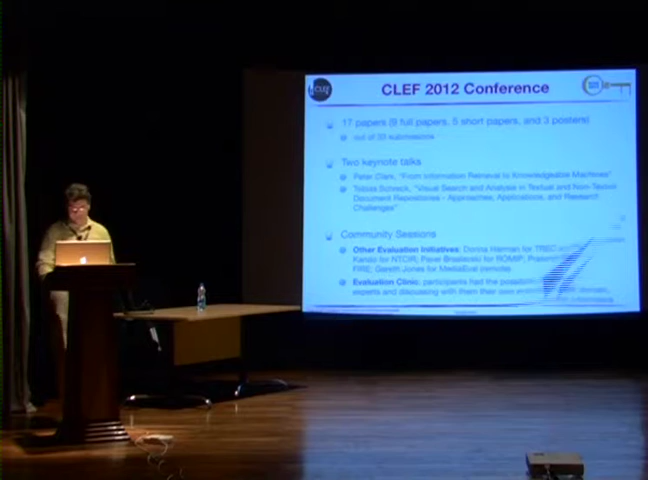 CLEF 2012 Conference
17 papers (9 full papers, 5 short papers, and 3 posters)
out of 33 submissions
Two keynote talks
Peter Clark, "From Information Retrieval to Knowledgeable Machines"
Tobias Schreck, "Visual Search and Analysis in Textual and Non-Textual
Document Repositories - Approaches, Applications, and Research
Challenges"
Community Sessions
Other Evaluation Initiatives: Donna Harman for TREC
Kando for NTCIR, Pavel Braslavski for ROMIP,
FIRE, Gareth Jones for MediaEval (remote)
Evaluation Clinic: participants had the
experts and discussing with them their own